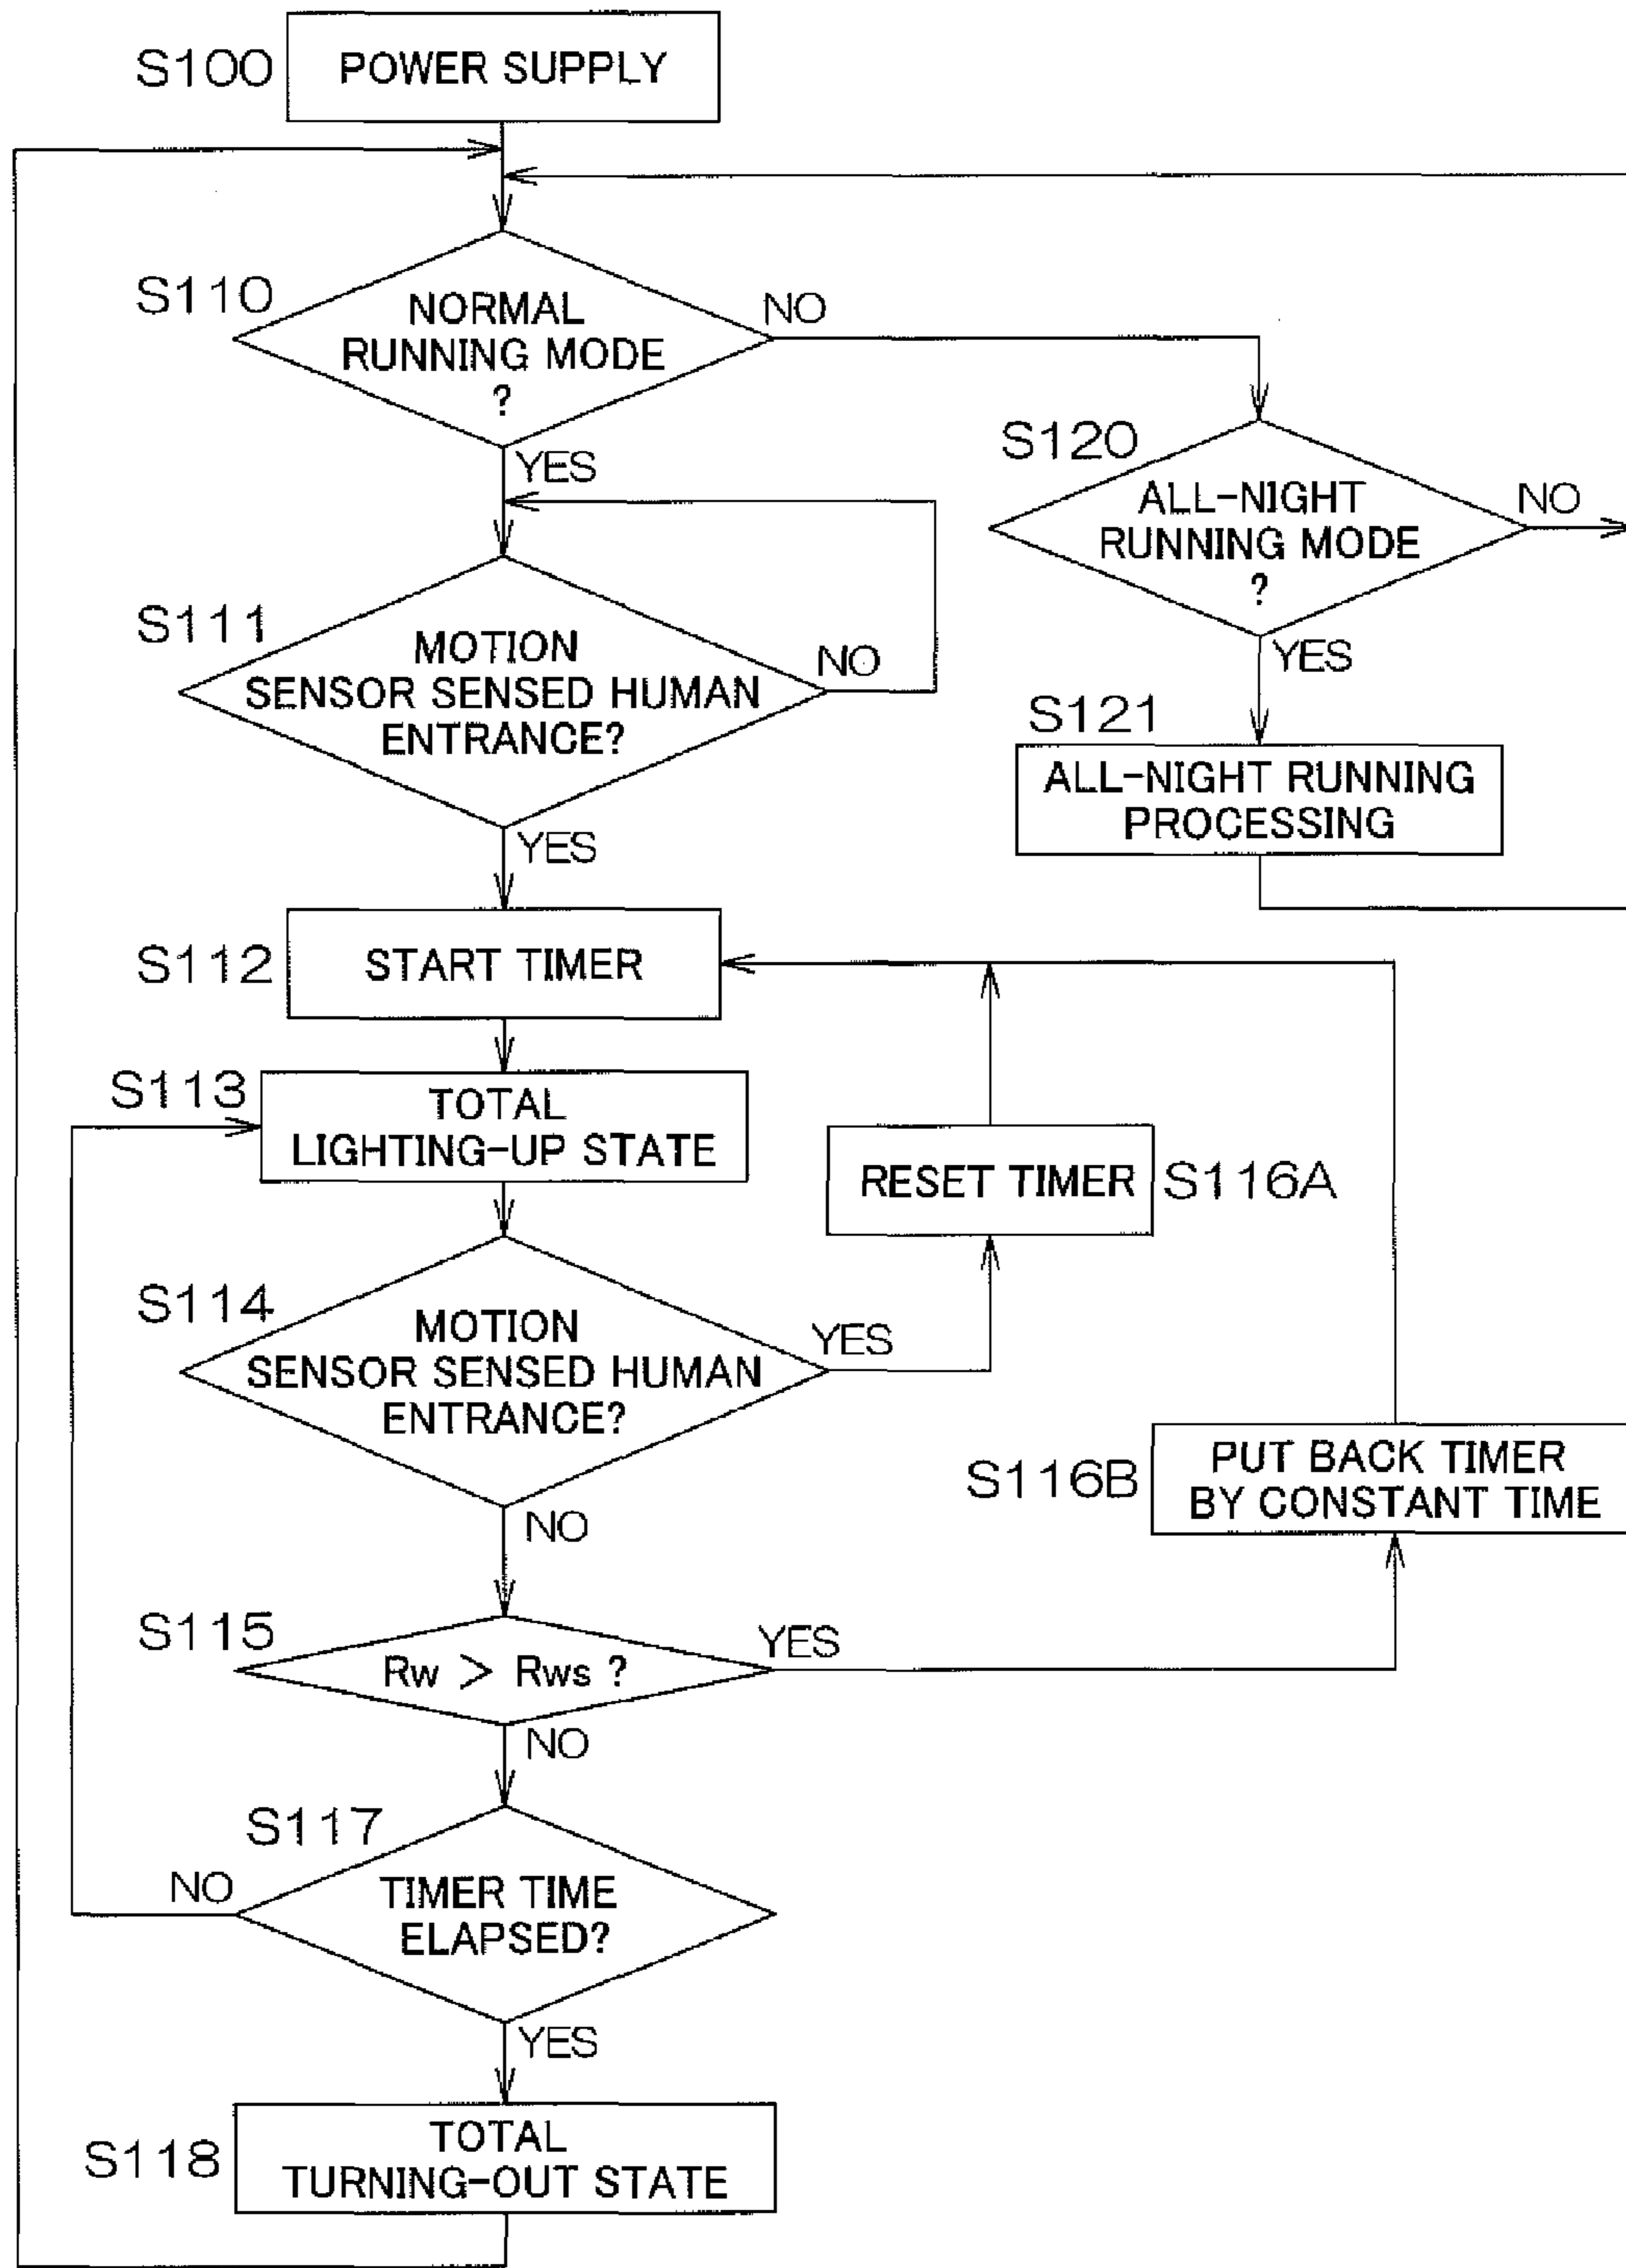 S100
POWER SUPPLY
S110
NORMAL
RUNNING MODE
?
NO
YES
S120
ALL-NIGHT
RUNNING MODE
?
NO
YES
S111
MOTION
SENSOR SENSED HUMAN
ENTRANCE?
NO
YES
S121
ALL-NIGHT RUNNING
PROCESSING
S112
START TIMER
S113
TOTAL
LIGHTING-UP STATE
RESET TIMER
S116A
S114
MOTION
SENSOR SENSED HUMAN
ENTRANCE?
YES
NO
S116B
PUT BACK TIMER
BY CONSTANT TIME
S115
Rw > Rws ?
YES
NO
S117
TIMER TIME
ELAPSED?
NO
YES
S118
TOTAL
TURNING-OUT STATE